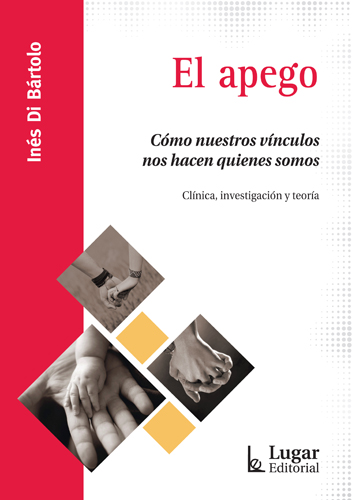 Inés Di Bártolo
El apego
Cómo nuestros vínculos
nos hacen quienes somos
Clínica, investigación y teoría
Lugar
Editorial